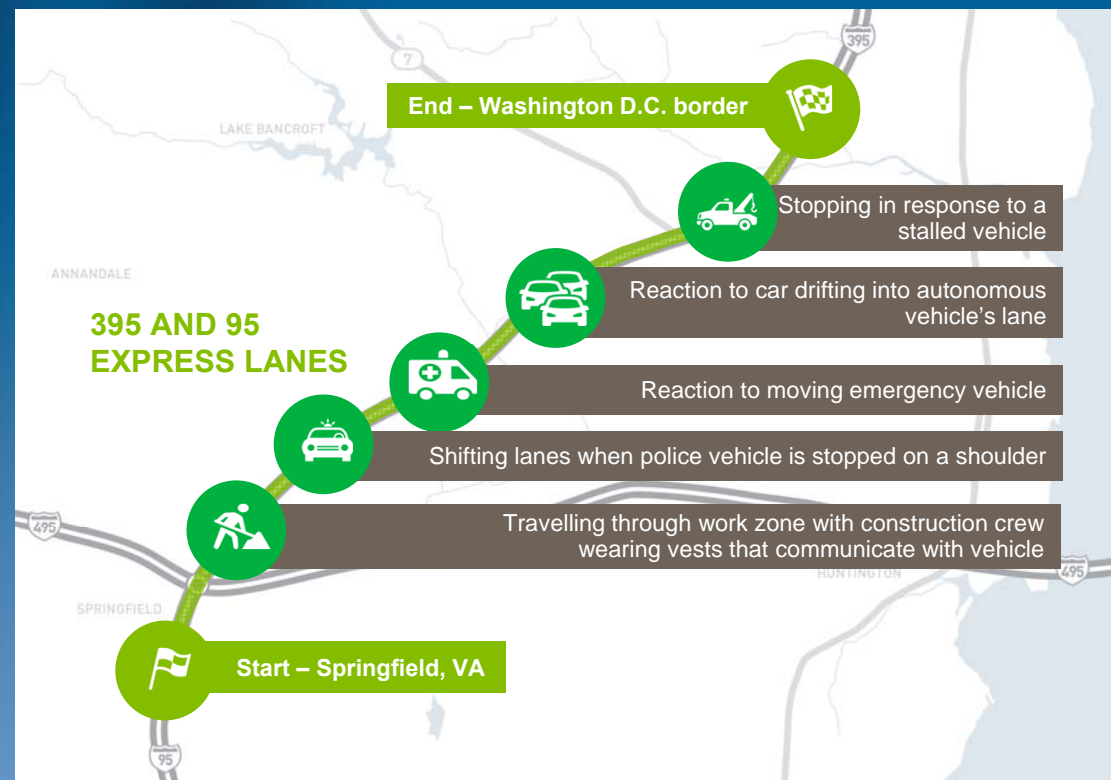 395
7
End – Washington D.C. border
LAKE BANCROFT
Stopping in response to a
stalled vehicle
ANNANDALE
Reaction to car drifting into autonomous
vehicle's lane
395 AND 95
EXPRESS LANES
Reaction to moving emergency vehicle
Shifting lanes when police vehicle is stopped on a shoulder
495
Travelling through work zone with construction crew
wearing vests that communicate with vehicle
HUNTINGTON
495
SPRINGFIELD
Start – Springfield, VA
95